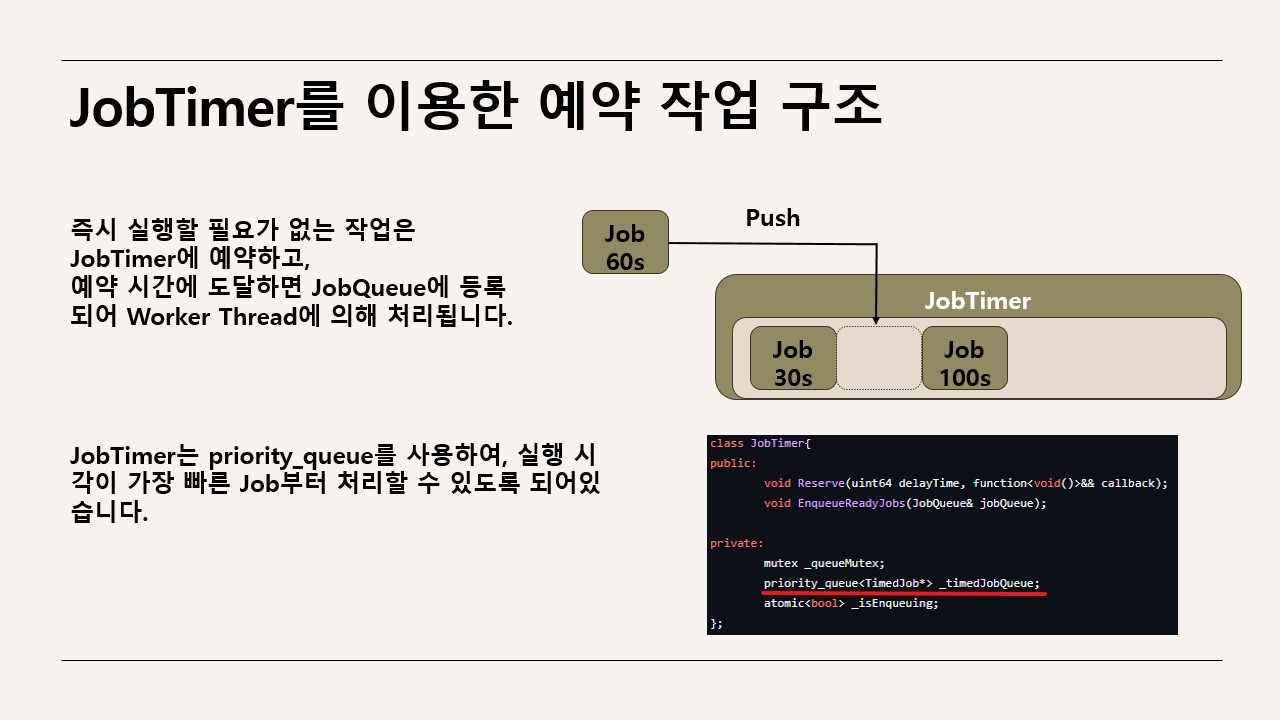 JobTimer를 이용한 예약 작업 구조
즉시 실행할 필요가 없는 작업은
JobTimer에 예약하고,
예약 시간에 도달하면 JobQueue에 등록
되어 Worker Thread에 의해 처리됩니다.
Job
60s
Push
JobTimer
Job
30s
Job
100s
JobTimer는 priority_queue를 사용하여, 실행 시
각이 가장 빠른 Job부터 처리할 수 있도록 되어있
습니다.
class JobTimer{
public:
void Reserve(uint64 delayTime, function<void()>&& callback);
void EnqueueReadyJobs(JobQueue& jobQueue);
private:
mutex _queueMutex;
priority_queue<TimedJob*> _timedJobQueue;
atomic<bool> _isEnqueuing;
};